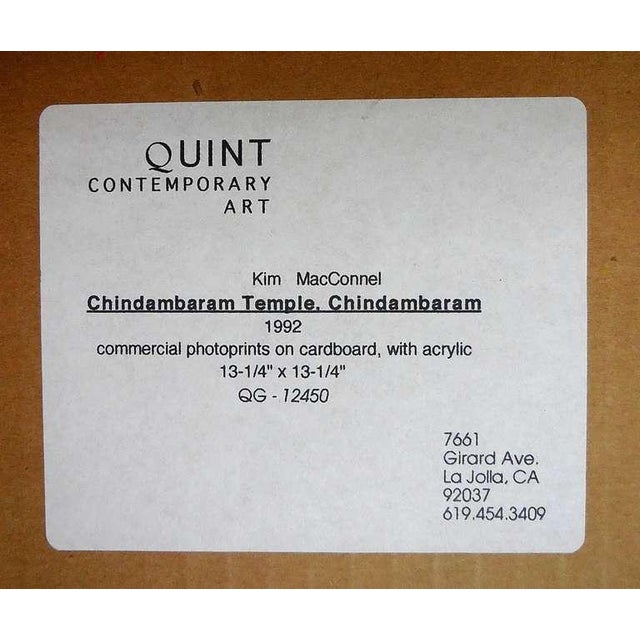 QUINT
CONTEMPORARY
ART
Kim MacConnel
Chindambaram Temple, Chindambaram
1992
commercial photoprints on cardboard, with acrylic
13-1/4" x 13-1/4"
QG - 12450
7661
Girard Ave.
La Jolla, CA
92037
619.454.3409